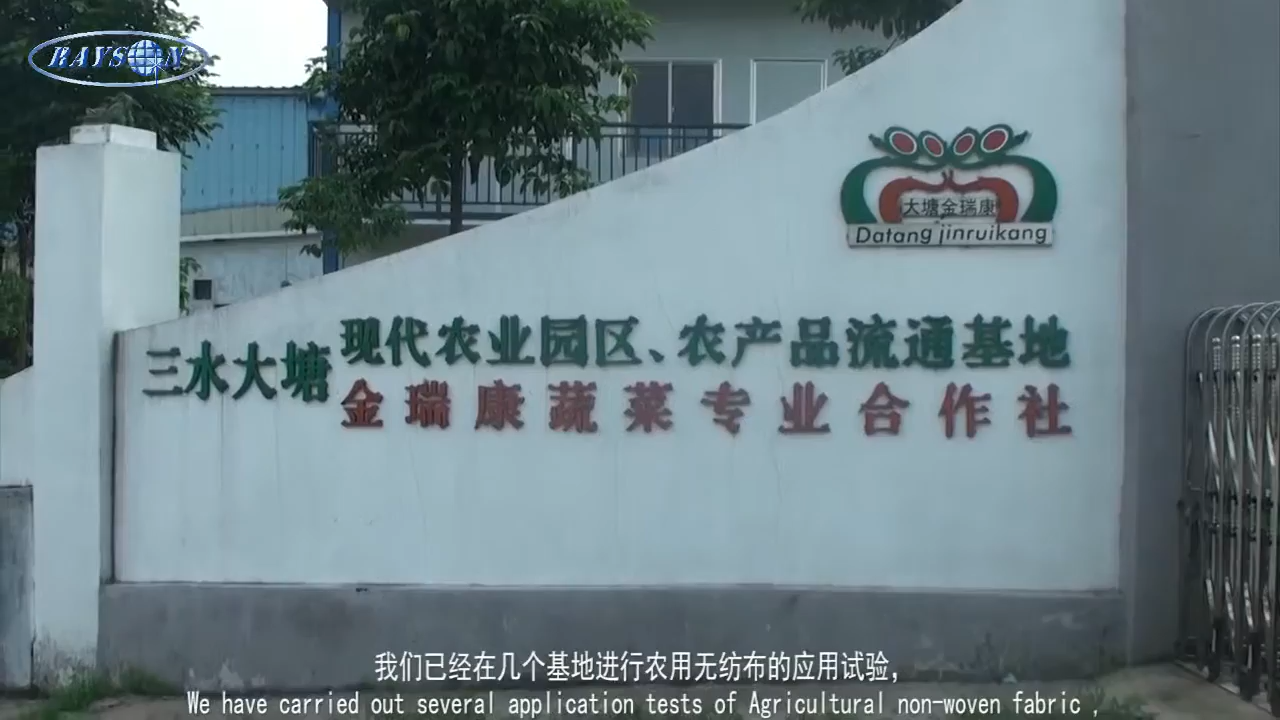 RAYSON
大塘金瑞康
Datang jinruikang
三水大塘
现代农业园区、农产品流通基地
金瑞康蔬菜专业合作社
我们已经在几个基地进行农用无纺布的应用试验，
We have carried out several application tests of Agricultural non-woven fabric ,